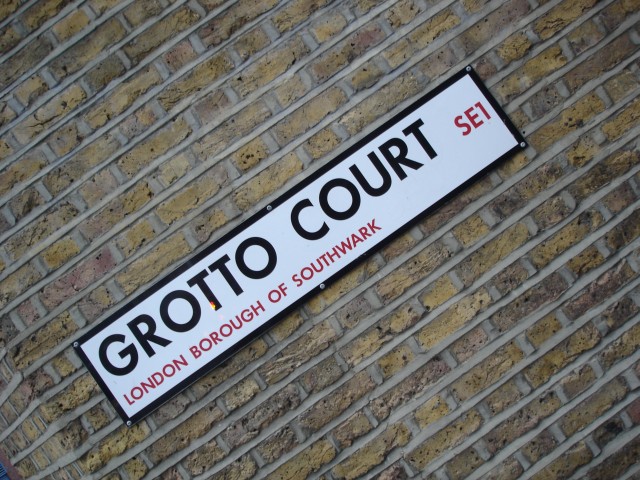 GROTTO COURT SE1
LONDON BOROUGH OF SOUTHWARK